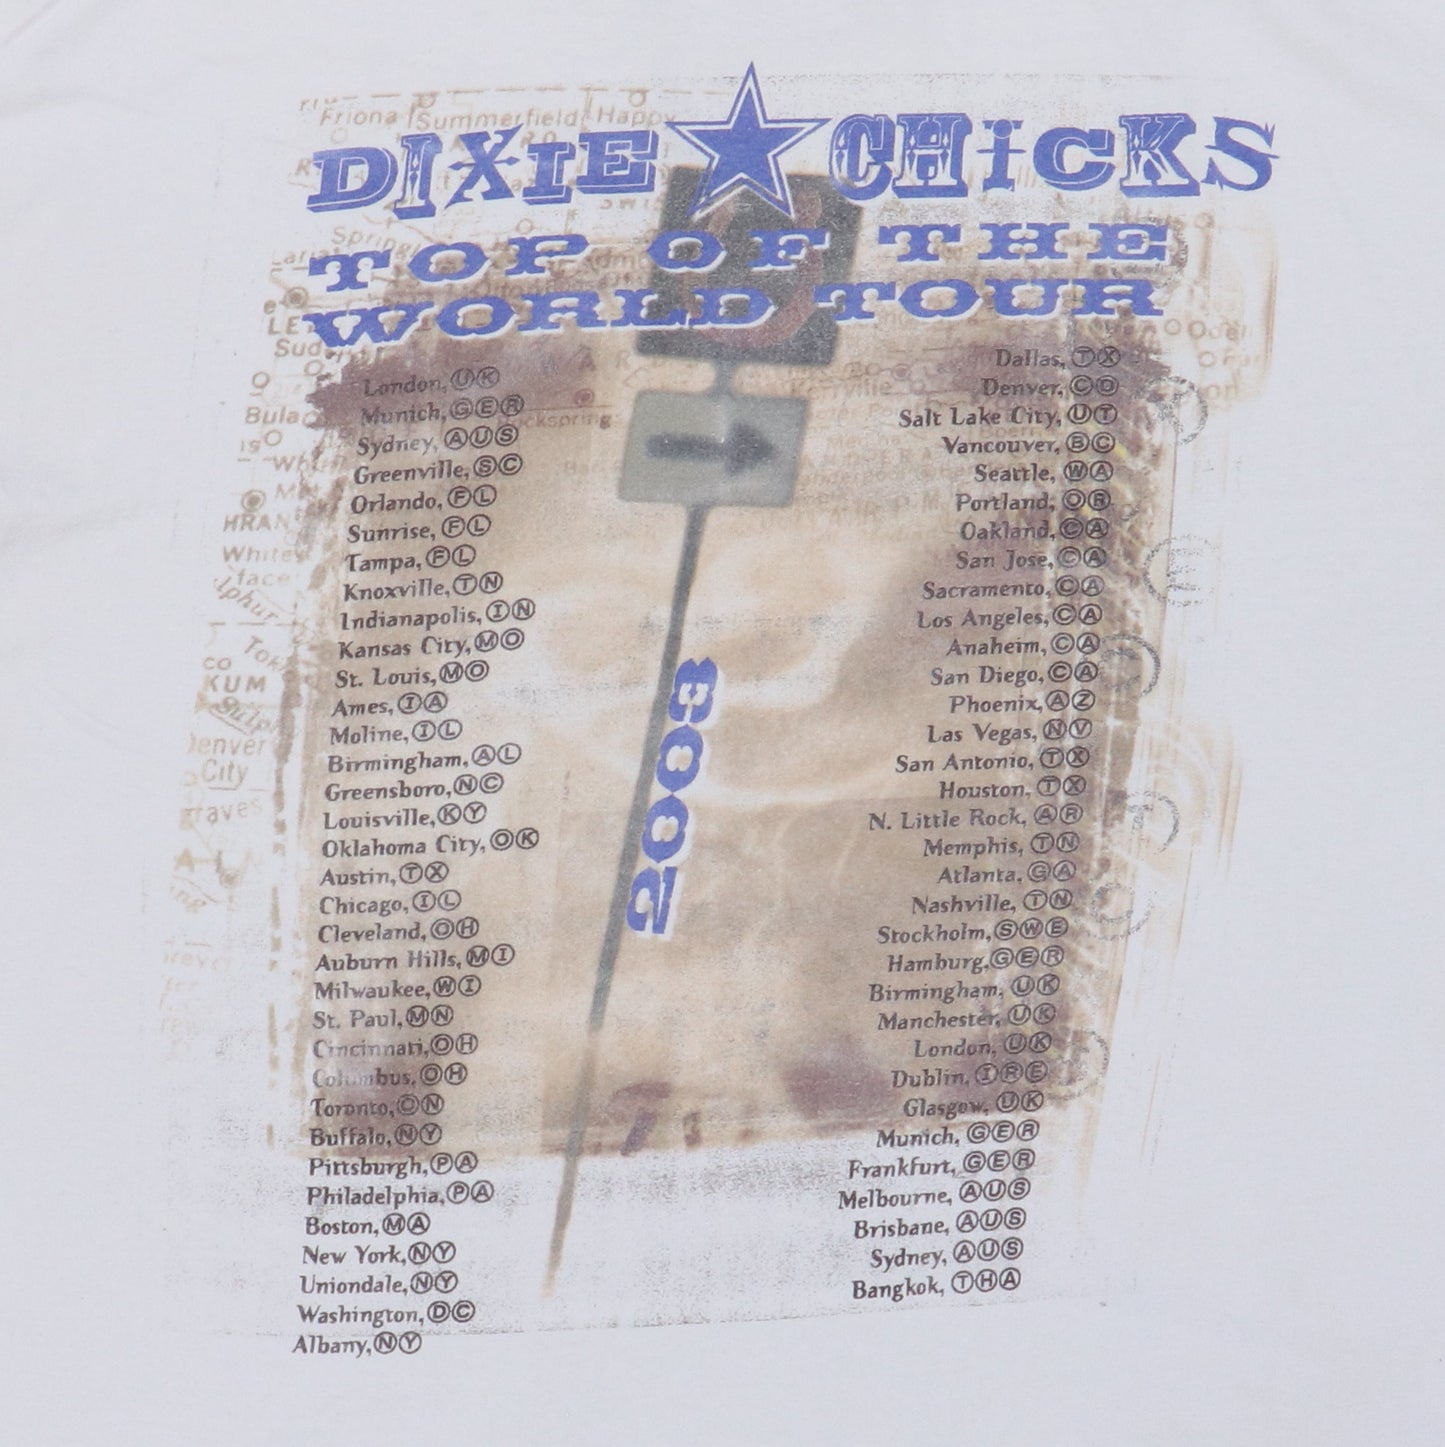 DIXIE CHICKS
TOP OF THE
WORLD TOUR
2003
London, UK
Munich, GER
Sydney, AUS
Greenville, SC
Orlando, FL
Sunrise, FL
Tampa, FL
Knoxville, TN
Indianapolis, IN
Kansas City, MO
St. Louis, MO
Ames, IA
Moline, IL
Birmingham, AL
Greensboro, NC
Louisville, KY
Oklahoma City, OK
Austin, TX
Chicago, IL
Cleveland, OH
Auburn Hills, MI
Milwaukee, WI
St. Paul, MN
Cincinnati, OH
Columbus, OH
Toronto, ON
Buffalo, NY
Pittsburgh, PA
Philadelphia, PA
Boston, MA
New York, NY
Uniondale, NY
Washington, DC
Albany, NY
Dallas, TX
Denver, CO
Salt Lake City, UT
Vancouver, BC
Seattle, WA
Portland, OR
Oakland, CA
San Jose, CA
Sacramento, CA
Los Angeles, CA
Anaheim, CA
San Diego, CA
Phoenix, AZ
Las Vegas, NV
San Antonio, TX
Houston, TX
N. Little Rock, AR
Memphis, TN
Atlanta, GA
Nashville, TN
Stockholm, SWE
Hamburg, GER
Birmingham, UK
Manchester, UK
London, UK
Dublin, IRE
Glasgow, UK
Munich, GER
Frankfurt, GER
Melbourne, AUS
Brisbane, AUS
Sydney, AUS
Bangkok, THA
Friona Summerfield Happy
Denver
City